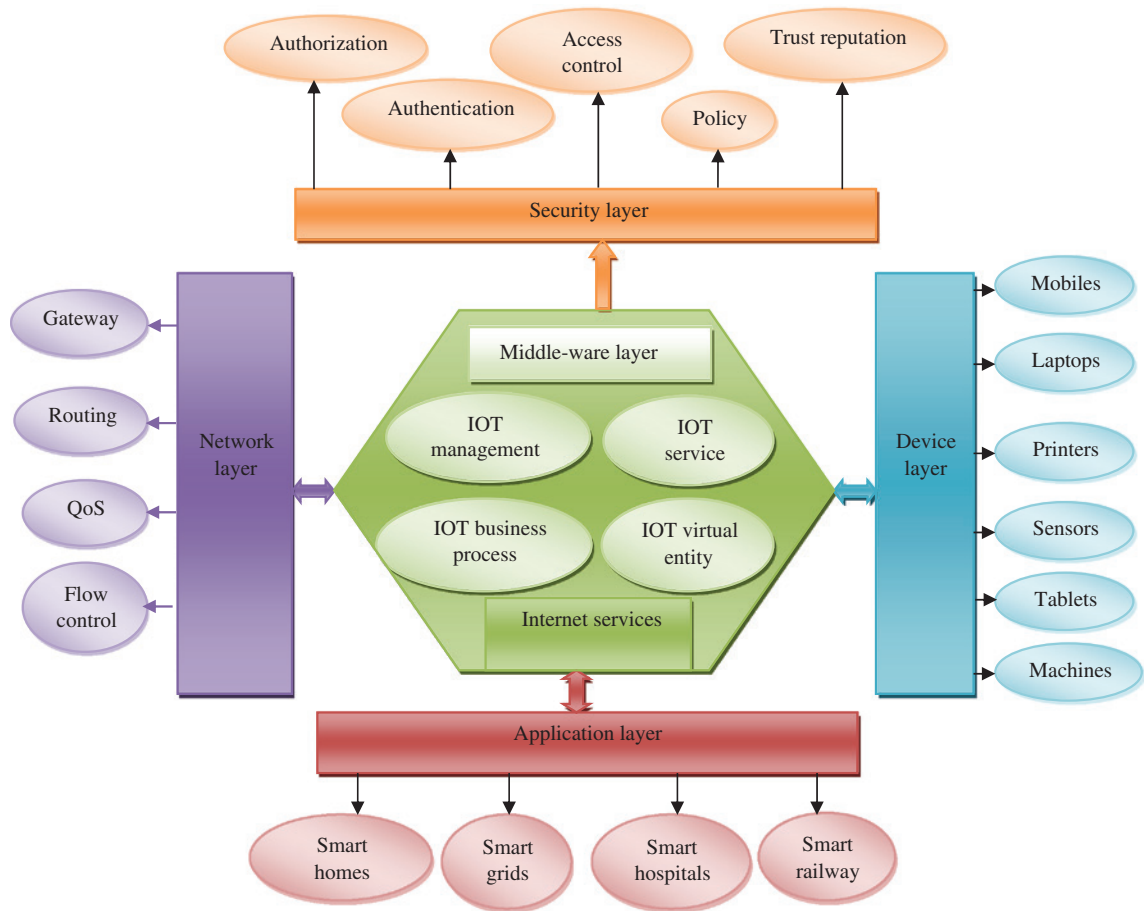 Authorization
Access
control
Trust reputation
Authentication
Policy
Security layer
Gateway
Routing
QoS
Flow
control
Network
layer
Middle-ware layer
IOT
management
IOT
service
IOT business
process
IOT virtual
entity
Internet services
Device
layer
Mobiles
Laptops
Printers
Sensors
Tablets
Machines
Application layer
Smart
homes
Smart
grids
Smart
hospitals
Smart
railway